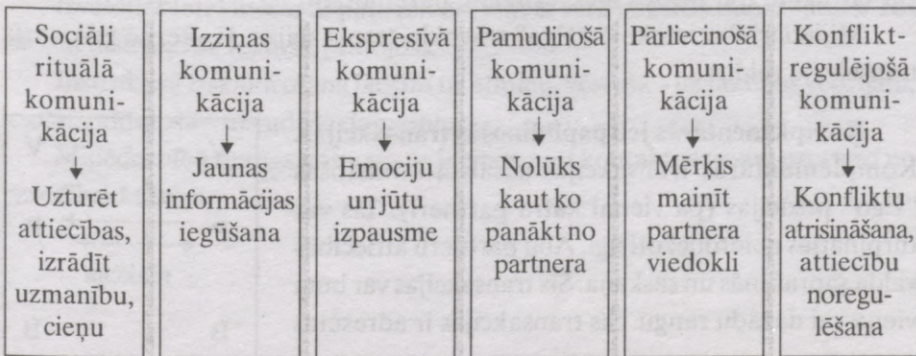 Sociāli
rituālā
komuni-
kācija
Uzturēt
attiecības,
izrādīt
uzmanību,
cieņu
Izziņas
komuni-
kācija
Jaunas
informācijas
iegūšana
Ekspresīvā
komuni-
kācija
Emociju
un jūtu
izpausme
Pamudinošā
komuni-
kācija
Nolūks
kaut ko
panākt no
partnera
Pārliecinošā
komuni-
kācija
Mērķis
mainīt
partnera
viedokli
Konflikt-
regulējošā
komuni-
kācija
Konfliktu
atrisināšana,
attiecību
noregu-
lēšana